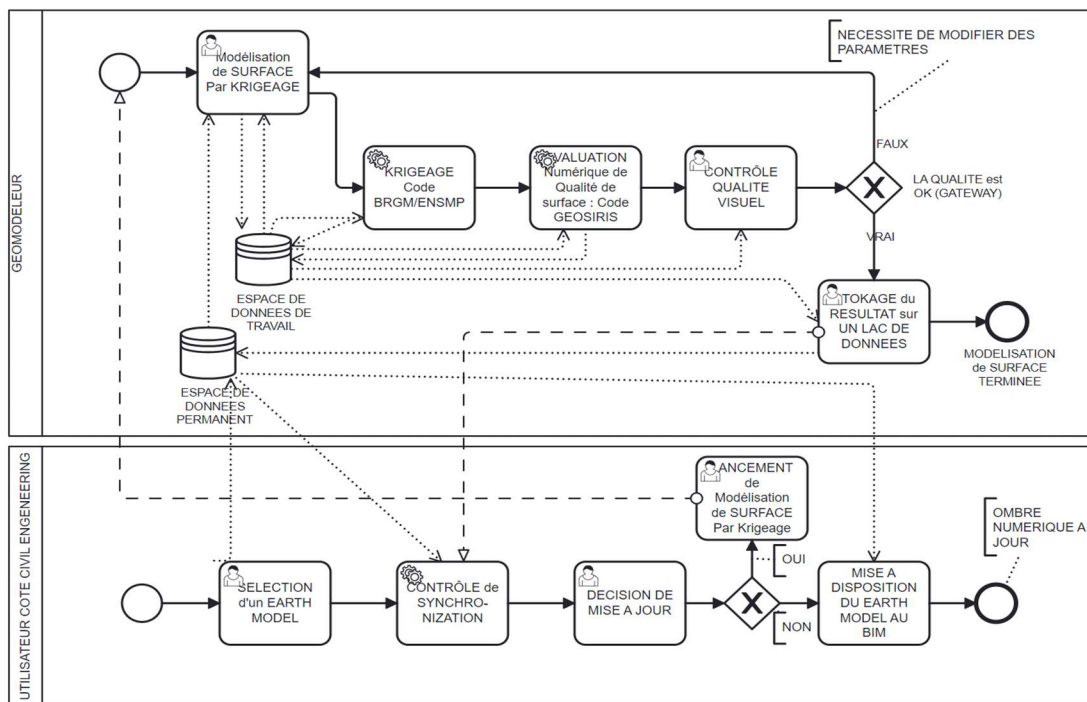 GEOMODELEUR
Modélisation
de SURFACE
Par KRIGEAGE
NECESSITE DE MODIFIER DES
PARAMETRES
KRIGEAGE
Code
BRGM/ENSMP
VALUATION
Numérique de
Qualité de
surface : Code
GEOSIRIS
CONTRÔLE
QUALITE
VISUEL
FAUX
LA QUALITE est
OK (GATEWAY)
VRAI
ESPACE DE
DONNEES DE
TRAVAIL
TOKAGE du
RESULTAT sur
UN LAC DE
DONNEES
MODELISATION
de SURFACE
TERMINEE
ESPACE DE
DONNEES
PERMANENT
UTILISATEUR COTE CIVIL ENGENEERING
ANCEMENT
de
Modélisation
de SURFACE
Par Krigeage
OUI
NON
OMBRE
NUMERIQUE A
JOUR
SELECTION
d'un EARTH
MODEL
CONTRÔLE de
SYNCHRO-
NIZATION
DECISION DE
MISE A JOUR
MISE A
DISPOSITION
DU EARTH
MODEL AU
BIM